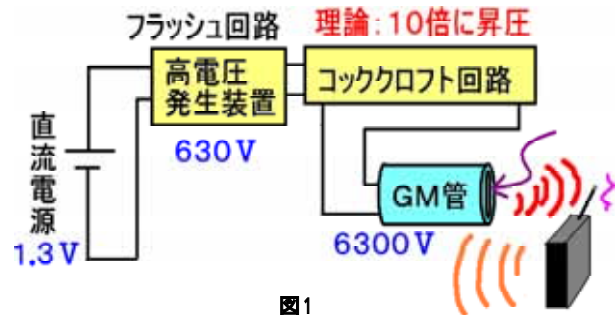 フラッシュ回路
理論：10倍に昇圧
高電圧
発生装置
コッククロフト回路
630V
直流電源
1.3V
GM管
6300V
図1